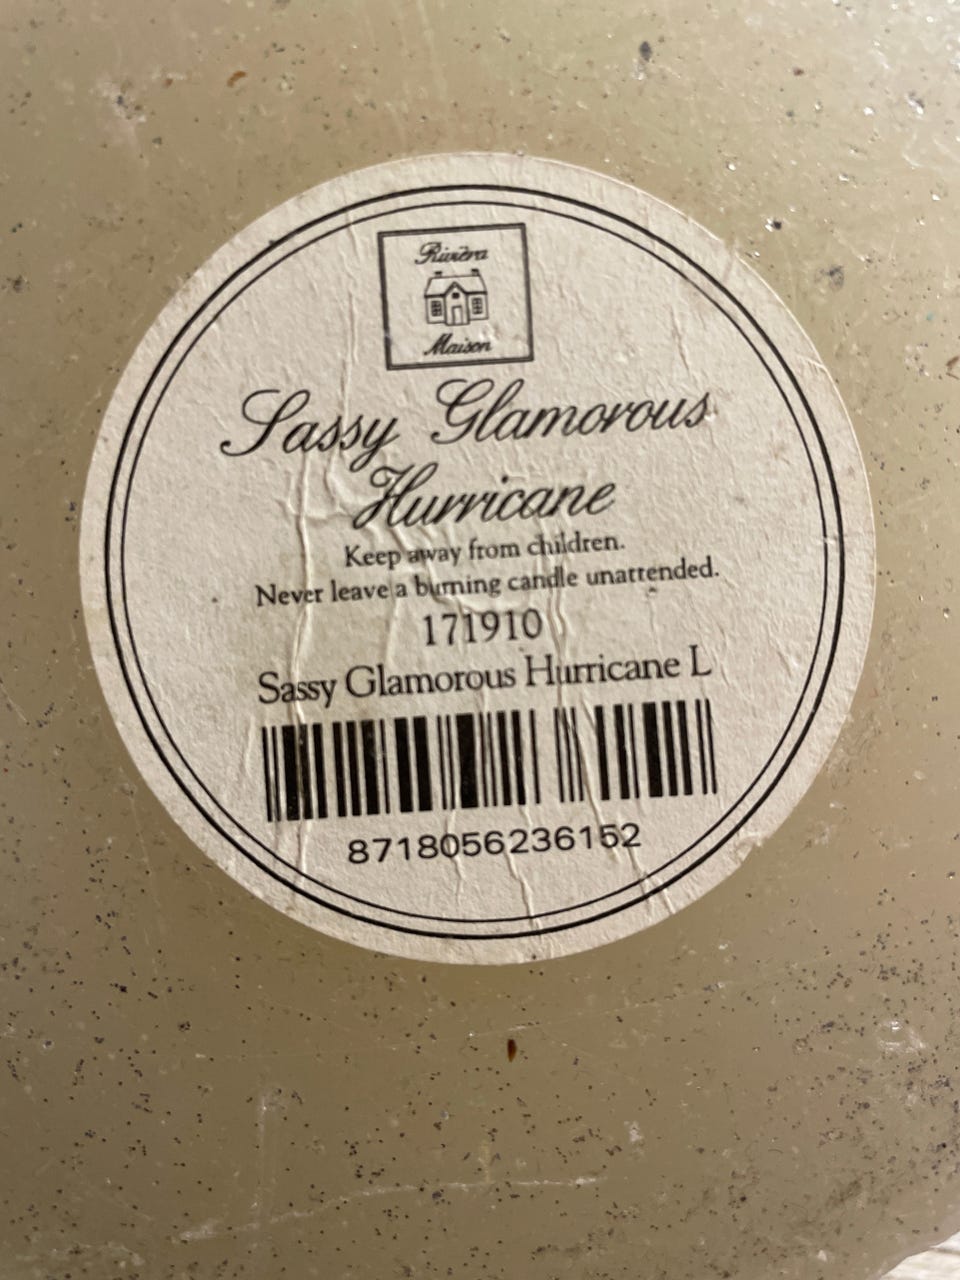 Rivièra
Maison
Sassy Glamorous
Hurricane
Keep away from children.
Never leave a burning candle unattended.
171910
Sassy Glamorous Hurricane L
8718056236152